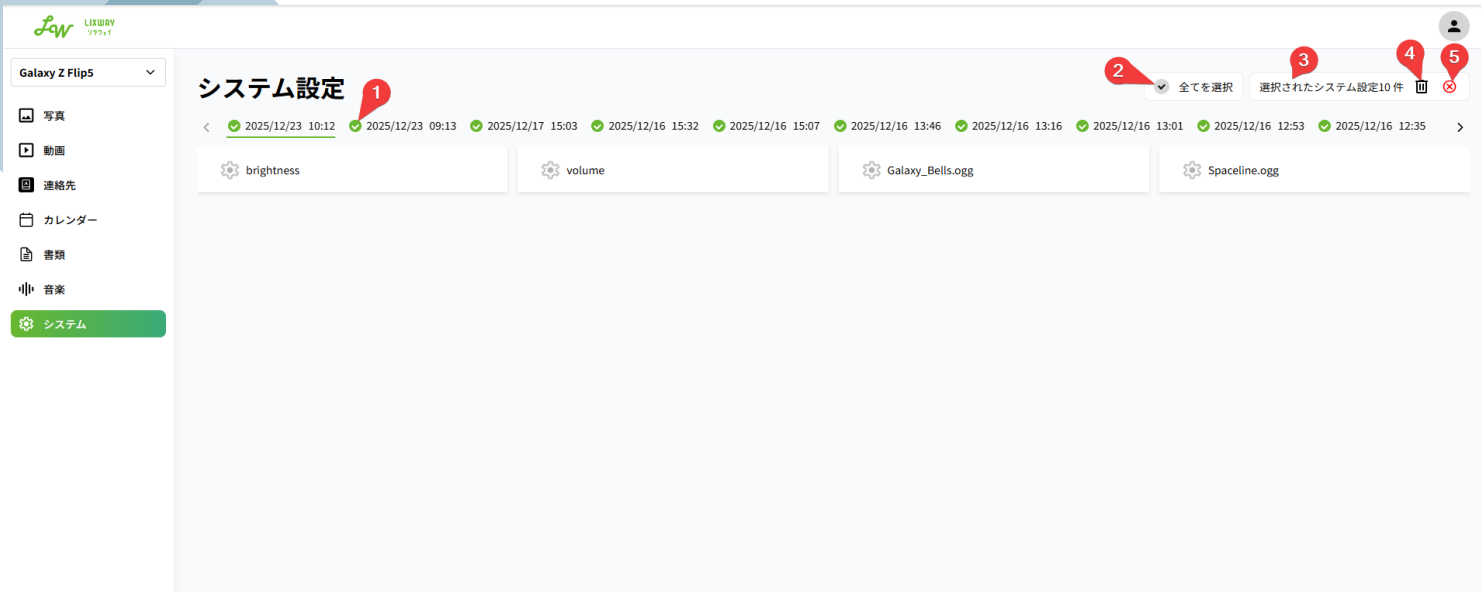 LW LIXWAY
リクウェイ
Galaxy Z Flip5
写真
動画
連絡先
カレンダー
書類
音楽
システム
システム設定
1
2
3
4
5
全てを選択
選択されたシステム設定10 件
2025/12/23 10:12
2025/12/23 09:13
2025/12/17 15:03
2025/12/16 15:32
2025/12/16 15:07
2025/12/16 13:46
2025/12/16 13:16
2025/12/16 13:01
2025/12/16 12:53
2025/12/16 12:35
brightness
volume
Galaxy_Bells.ogg
Spaceline.ogg